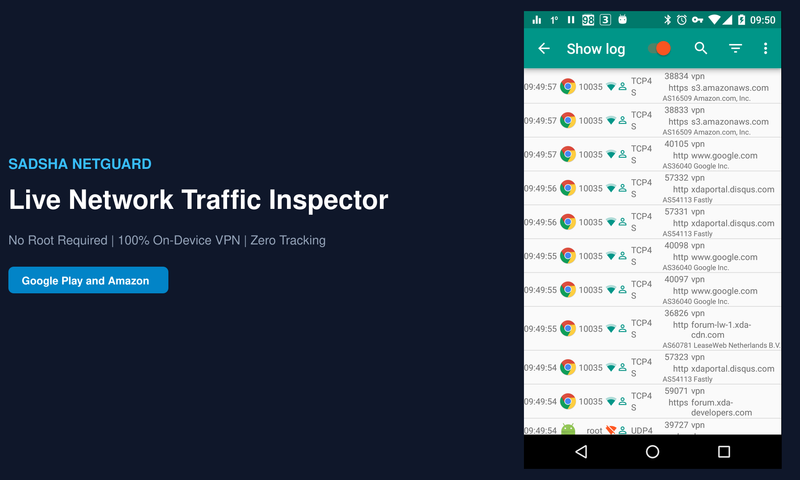 SADSHA NETGUARD
Live Network Traffic Inspector
No Root Required | 100% On-Device VPN | Zero Tracking
Google Play and Amazon
1° 98 3 09:50
Show log
09:49:57 10035 TCP4 S 38834 vpn
https s3.amazonaws.com
AS16509 Amazon.com, Inc.
09:49:57 10035 TCP4 S 38833 vpn
https s3.amazonaws.com
AS16509 Amazon.com, Inc.
09:49:57 10035 TCP4 S 40105 vpn
http www.google.com
AS36040 Google Inc.
09:49:56 10035 TCP4 S 57332 vpn
http xdaportal.disqus.com
AS54113 Fastly
09:49:56 10035 TCP4 S 57331 vpn
http xdaportal.disqus.com
AS54113 Fastly
09:49:55 10035 TCP4 S 40098 vpn
http www.google.com
AS36040 Google Inc.
09:49:55 10035 TCP4 S 40097 vpn
http www.google.com
AS36040 Google Inc.
09:49:55 10035 TCP4 S 36826 vpn
http forum-lw-1.xda-
cdn.com
AS60781 LeaseWeb Netherlands B.V.
09:49:54 10035 TCP4 S 57323 vpn
http xdaportal.disqus.com
AS54113 Fastly
09:49:54 10035 TCP4 S 59071 vpn
https forum.xda-
developers.com
09:49:54 root UDP4 39727 vpn